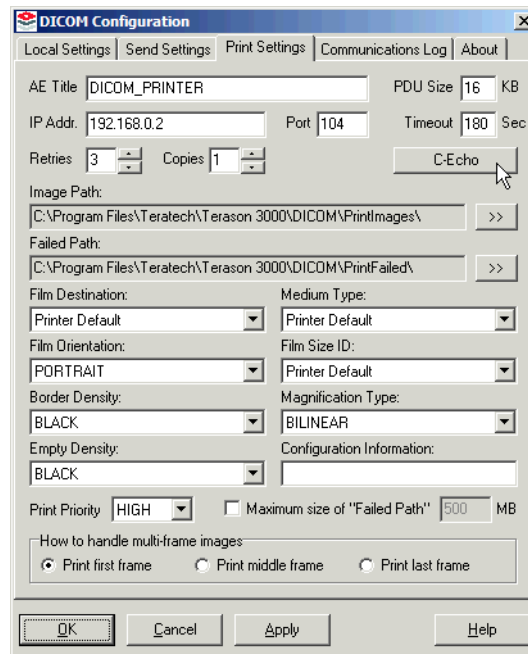 DICOM Configuration
Local Settings Send Settings Print Settings Communications Log About
AE Title DICOM_PRINTER PDU Size 16 KB
IP Addr. 192.168.0.2 Port 104 Timeout 180 Sec
Retries 3 Copies 1 C-Echo
Image Path:
C:\Program Files\Teratech\Terason 3000\DICOM\PrintImages\ >>
Failed Path:
C:\Program Files\Teratech\Terason 3000\DICOM\PrintFailed\ >>
Film Destination: Medium Type:
Printer Default Printer Default
Film Orientation: Film Size ID:
PORTRAIT Printer Default
Border Density: Magnification Type:
BLACK BILINEAR
Empty Density: Configuration Information:
BLACK
Print Priority HIGH Maximum size of "Failed Path" 500 MB
How to handle multi-frame images
Print first frame Print middle frame Print last frame
OK Cancel Apply Help